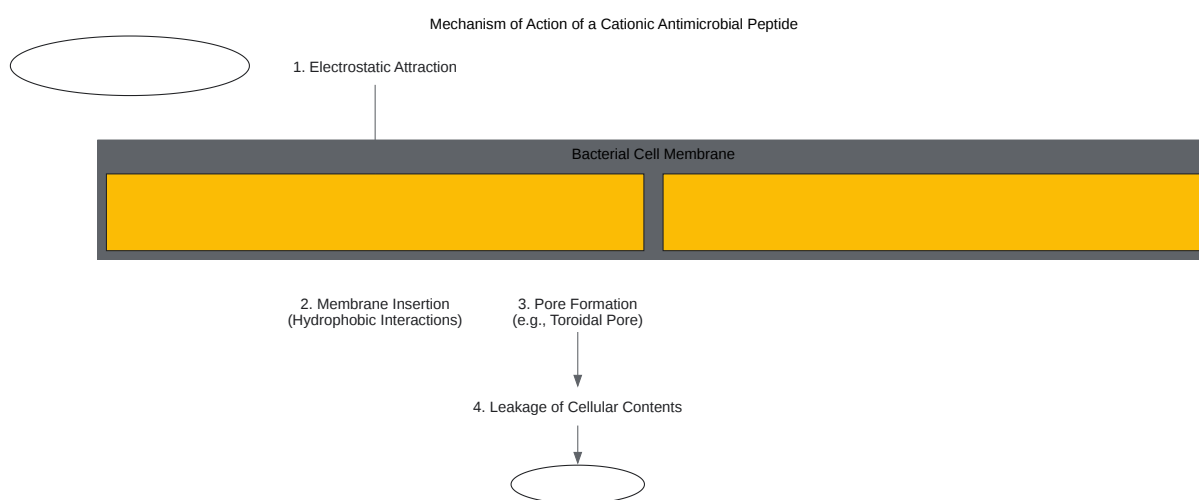 Mechanism of Action of a Cationic Antimicrobial Peptide
1. Electrostatic Attraction
Bacterial Cell Membrane
2. Membrane Insertion
(Hydrophobic Interactions)
3. Pore Formation
(e.g., Toroidal Pore)
4. Leakage of Cellular Contents